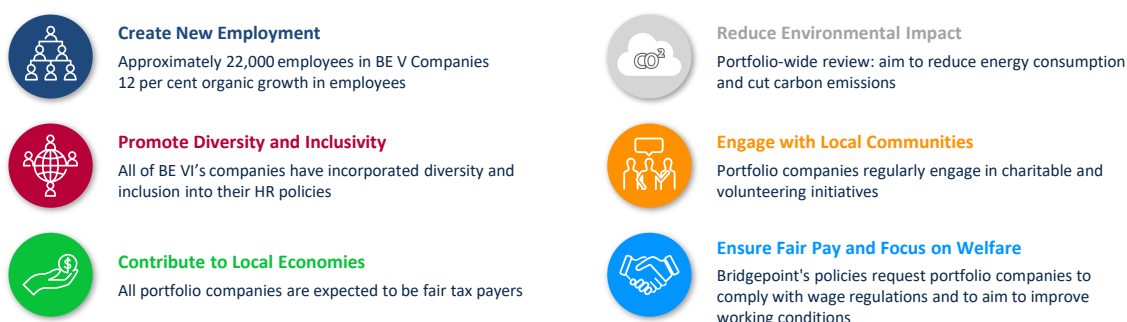 Create New Employment
Approximately 22,000 employees in BE V Companies
12 per cent organic growth in employees
Promote Diversity and Inclusivity
All of BE VI's companies have incorporated diversity and
inclusion into their HR policies
Contribute to Local Economies
All portfolio companies are expected to be fair tax payers
CO²
Reduce Environmental Impact
Portfolio-wide review: aim to reduce energy consumption
and cut carbon emissions
Engage with Local Communities
Portfolio companies regularly engage in charitable and
volunteering initiatives
Ensure Fair Pay and Focus on Welfare
Bridgepoint's policies request portfolio companies to
comply with wage regulations and to aim to improve
working conditions